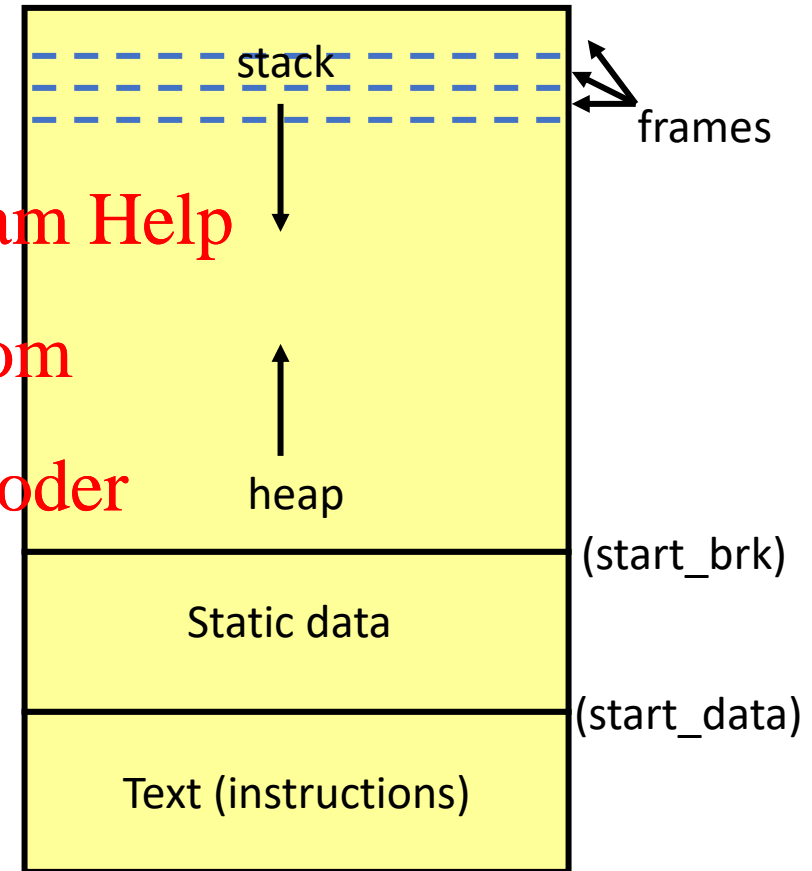 stack
frames
am Help
om
oder
heap
(start_brk)
Static data
(start_data)
Text (instructions)